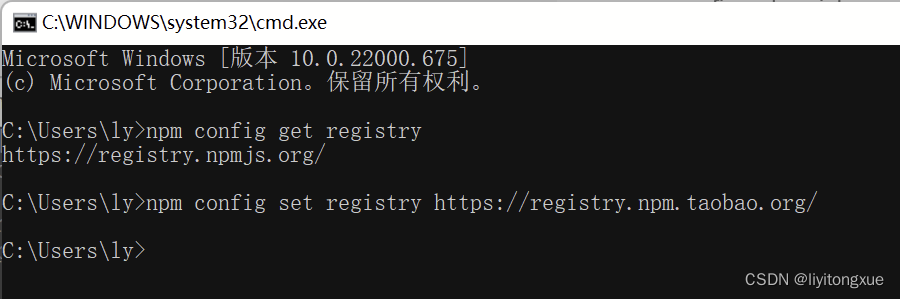 C:\WINDOWS\system32\cmd.exe
Microsoft Windows [版本 10.0.22000.675]
(c) Microsoft Corporation。保留所有权利。
C:\Users\ly>npm config get registry
https://registry.npmjs.org/
C:\Users\ly>npm config set registry https://registry.npm.taobao.org/
C:\Users\ly>
CSDN @liyitongxue